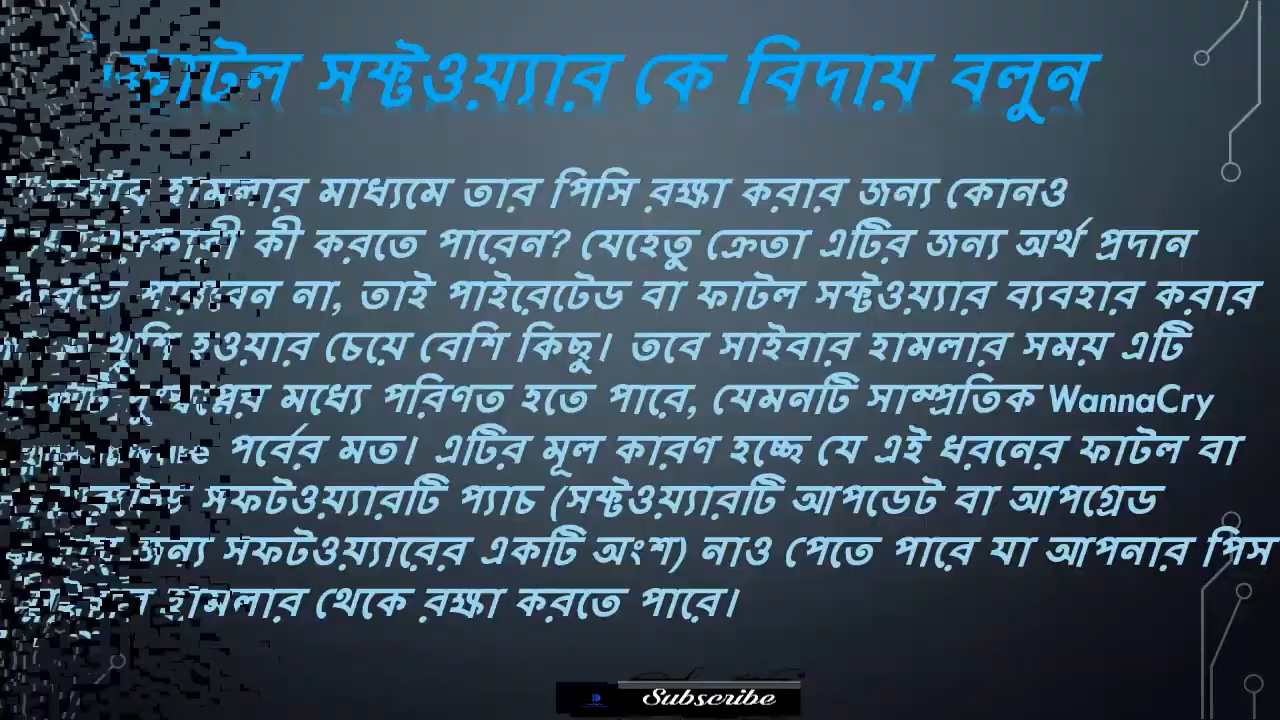 ফাটল সফ্টওয়্যার কে বিদায় বলুন
হামলার মাধ্যমে তার পিসি রক্ষা করার জন্য কোনও
কী করতে পারেন? যেহেতু ক্রেতা এটির জন্য অর্থ প্রদান
না, তাই পাইরেটেড বা ফাটল সফ্টওয়্যার ব্যবহার করার
খুশি হওয়ার চেয়ে বেশি কিছু। তবে সাইবার হামলার সময় এটি
মধ্যে পরিণত হতে পারে, যেমনটি সাম্প্রতিক WannaCry
পর্বের মত। এটির মূল কারণ হচ্ছে যে এই ধরনের ফাটল বা
সফটওয়্যারটি প্যাচ (সফ্টওয়্যারটি আপডেট বা আপগ্রেড
জন্য সফটওয়্যারের একটি অংশ) নাও পেতে পারে যা আপনার পিস
হামলার থেকে রক্ষা করতে পারে।
Subscribe